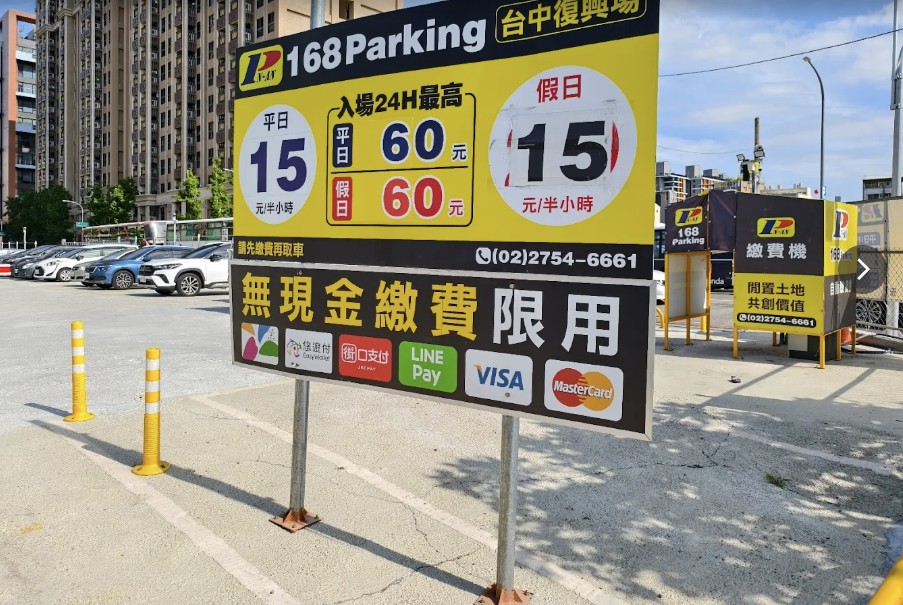 168 Parking
台中復興場
平日
15
元/半小時
入場24H最高
平日 60 元
假日 60 元
假日
15
元/半小時
請先繳費再取車
(02)2754-6661
無現金繳費限用
悠遊付
EasyWallet
街口支付
JKOPAY
LINE
Pay
VISA
MasterCard
168
Parking
繳費機
閒置土地
共創價值
(02)2754-6661